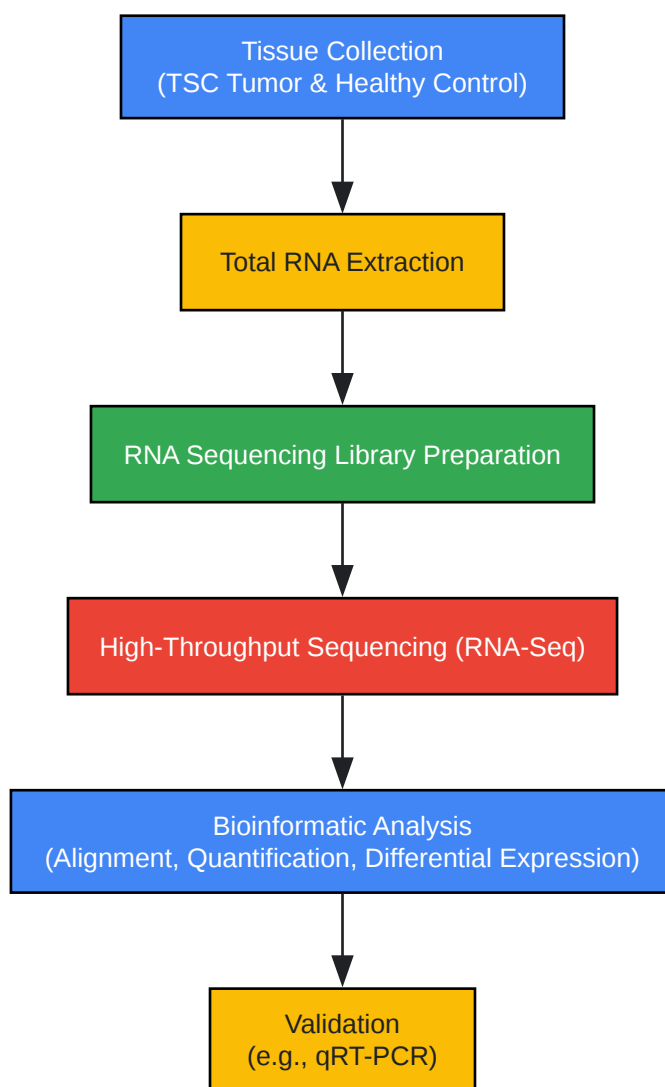 Tissue Collection
(TSC Tumor & Healthy Control)
Total RNA Extraction
RNA Sequencing Library Preparation
High-Throughput Sequencing (RNA-Seq)
Bioinformatic Analysis
(Alignment, Quantification, Differential Expression)
Validation
(e.g., qRT-PCR)